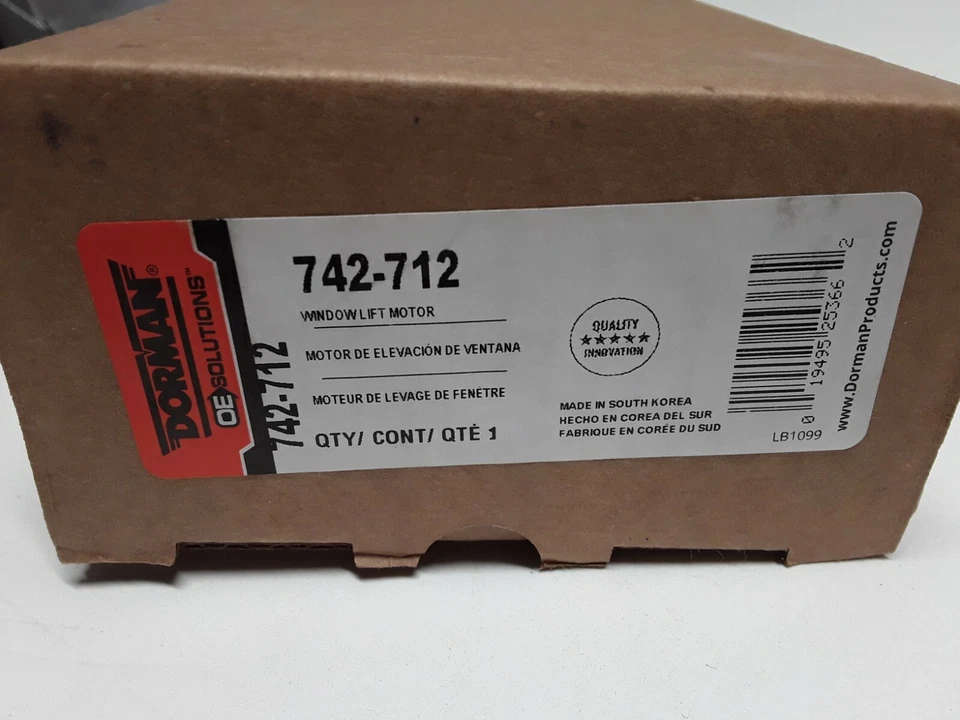 DORMAN®
OE SOLUTIONS™
742-712
742-712
WINDOW LIFT MOTOR
MOTOR DE ELEVACIÓN DE VENTANA
MOTEUR DE LEVAGE DE FENÉTRE
QTY/ CONT/ QTÉ 1
QUALITY
★★★★★
INNOVATION
MADE IN SOUTH KOREA
HECHO EN COREA DEL SUR
FABRIQUE EN CORÉE DU SUD
0 19495 25366 2
LB1099
www.DormanProducts.com